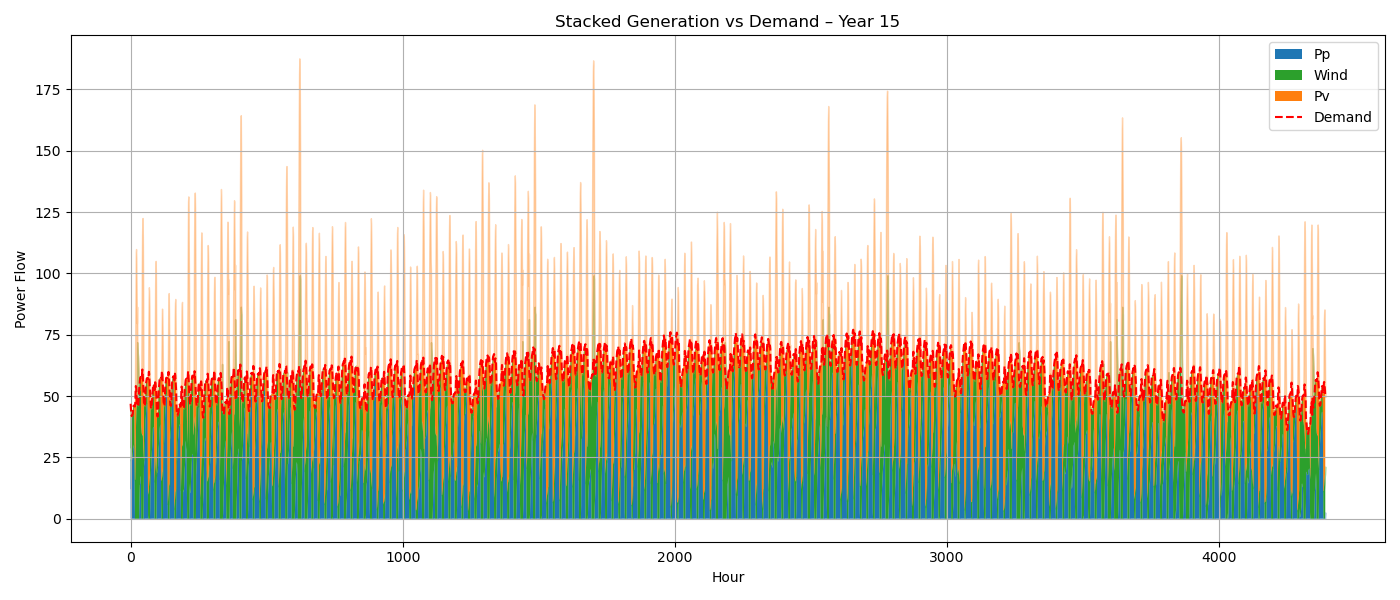 Stacked Generation vs Demand – Year 15
Power Flow
175
150
125
100
75
50
25
0
0 1000 2000 3000 4000
Hour
Pp
Wind
Pv
Demand